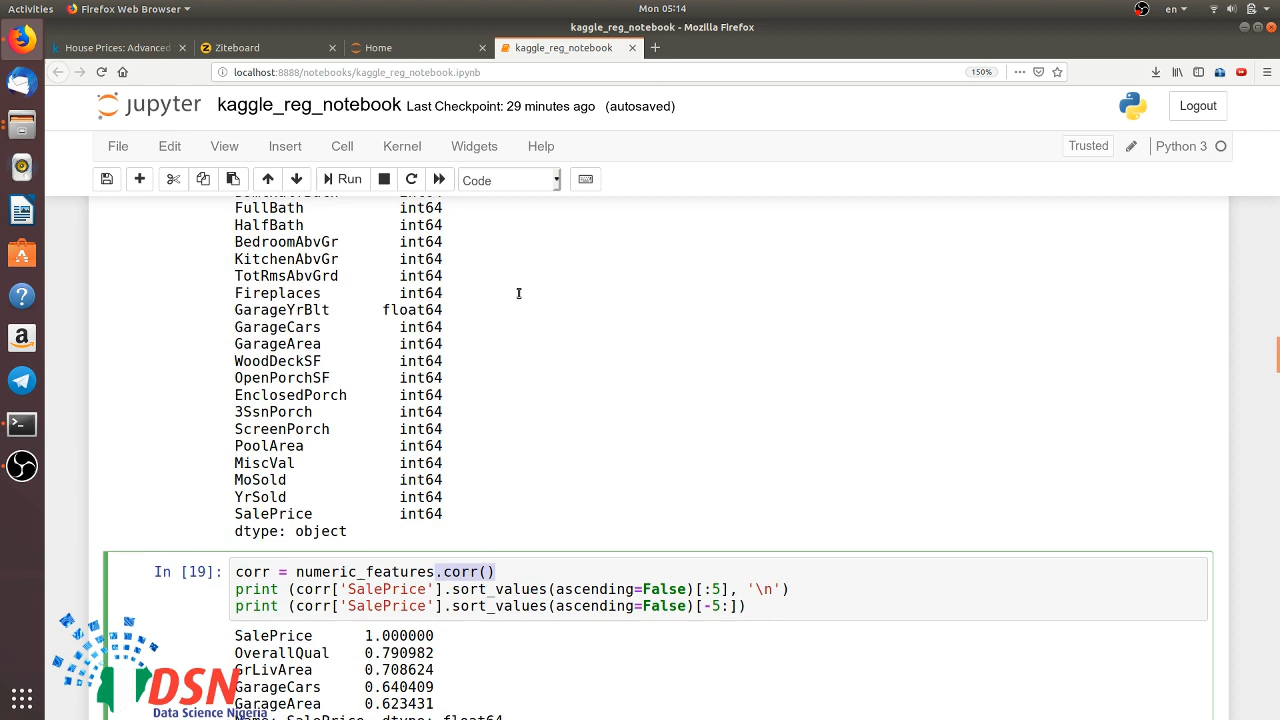 Activities Firefox Web Browser Mon 05:14 en
kaggle_reg_notebook - Mozilla Firefox
House Prices: Advanced Ziteboard Home kaggle_reg_notebook
localhost:8888/notebooks/kaggle_reg_notebook.ipynb 150%
jupyter kaggle_reg_notebook Last Checkpoint: 29 minutes ago (autosaved) Logout
File Edit View Insert Cell Kernel Widgets Help Trusted Python 3
Run Code
FullBath int64
HalfBath int64
BedroomAbvGr int64
KitchenAbvGr int64
TotRmsAbvGrd int64
Fireplaces int64
GarageYrBlt float64
GarageCars int64
GarageArea int64
WoodDeckSF int64
OpenPorchSF int64
EnclosedPorch int64
3SsnPorch int64
ScreenPorch int64
PoolArea int64
MiscVal int64
MoSold int64
YrSold int64
SalePrice int64
dtype: object
In [19]: corr = numeric_features.corr()
print (corr['SalePrice'].sort_values(ascending=False)[:5], '\n')
print (corr['SalePrice'].sort_values(ascending=False)[-5:])
SalePrice 1.000000
OverallQual 0.790982
GrLivArea 0.708624
GarageCars 0.640409
GarageArea 0.623431
Name: SalePrice, dtype: float64
DSN
Data Science Nigeria